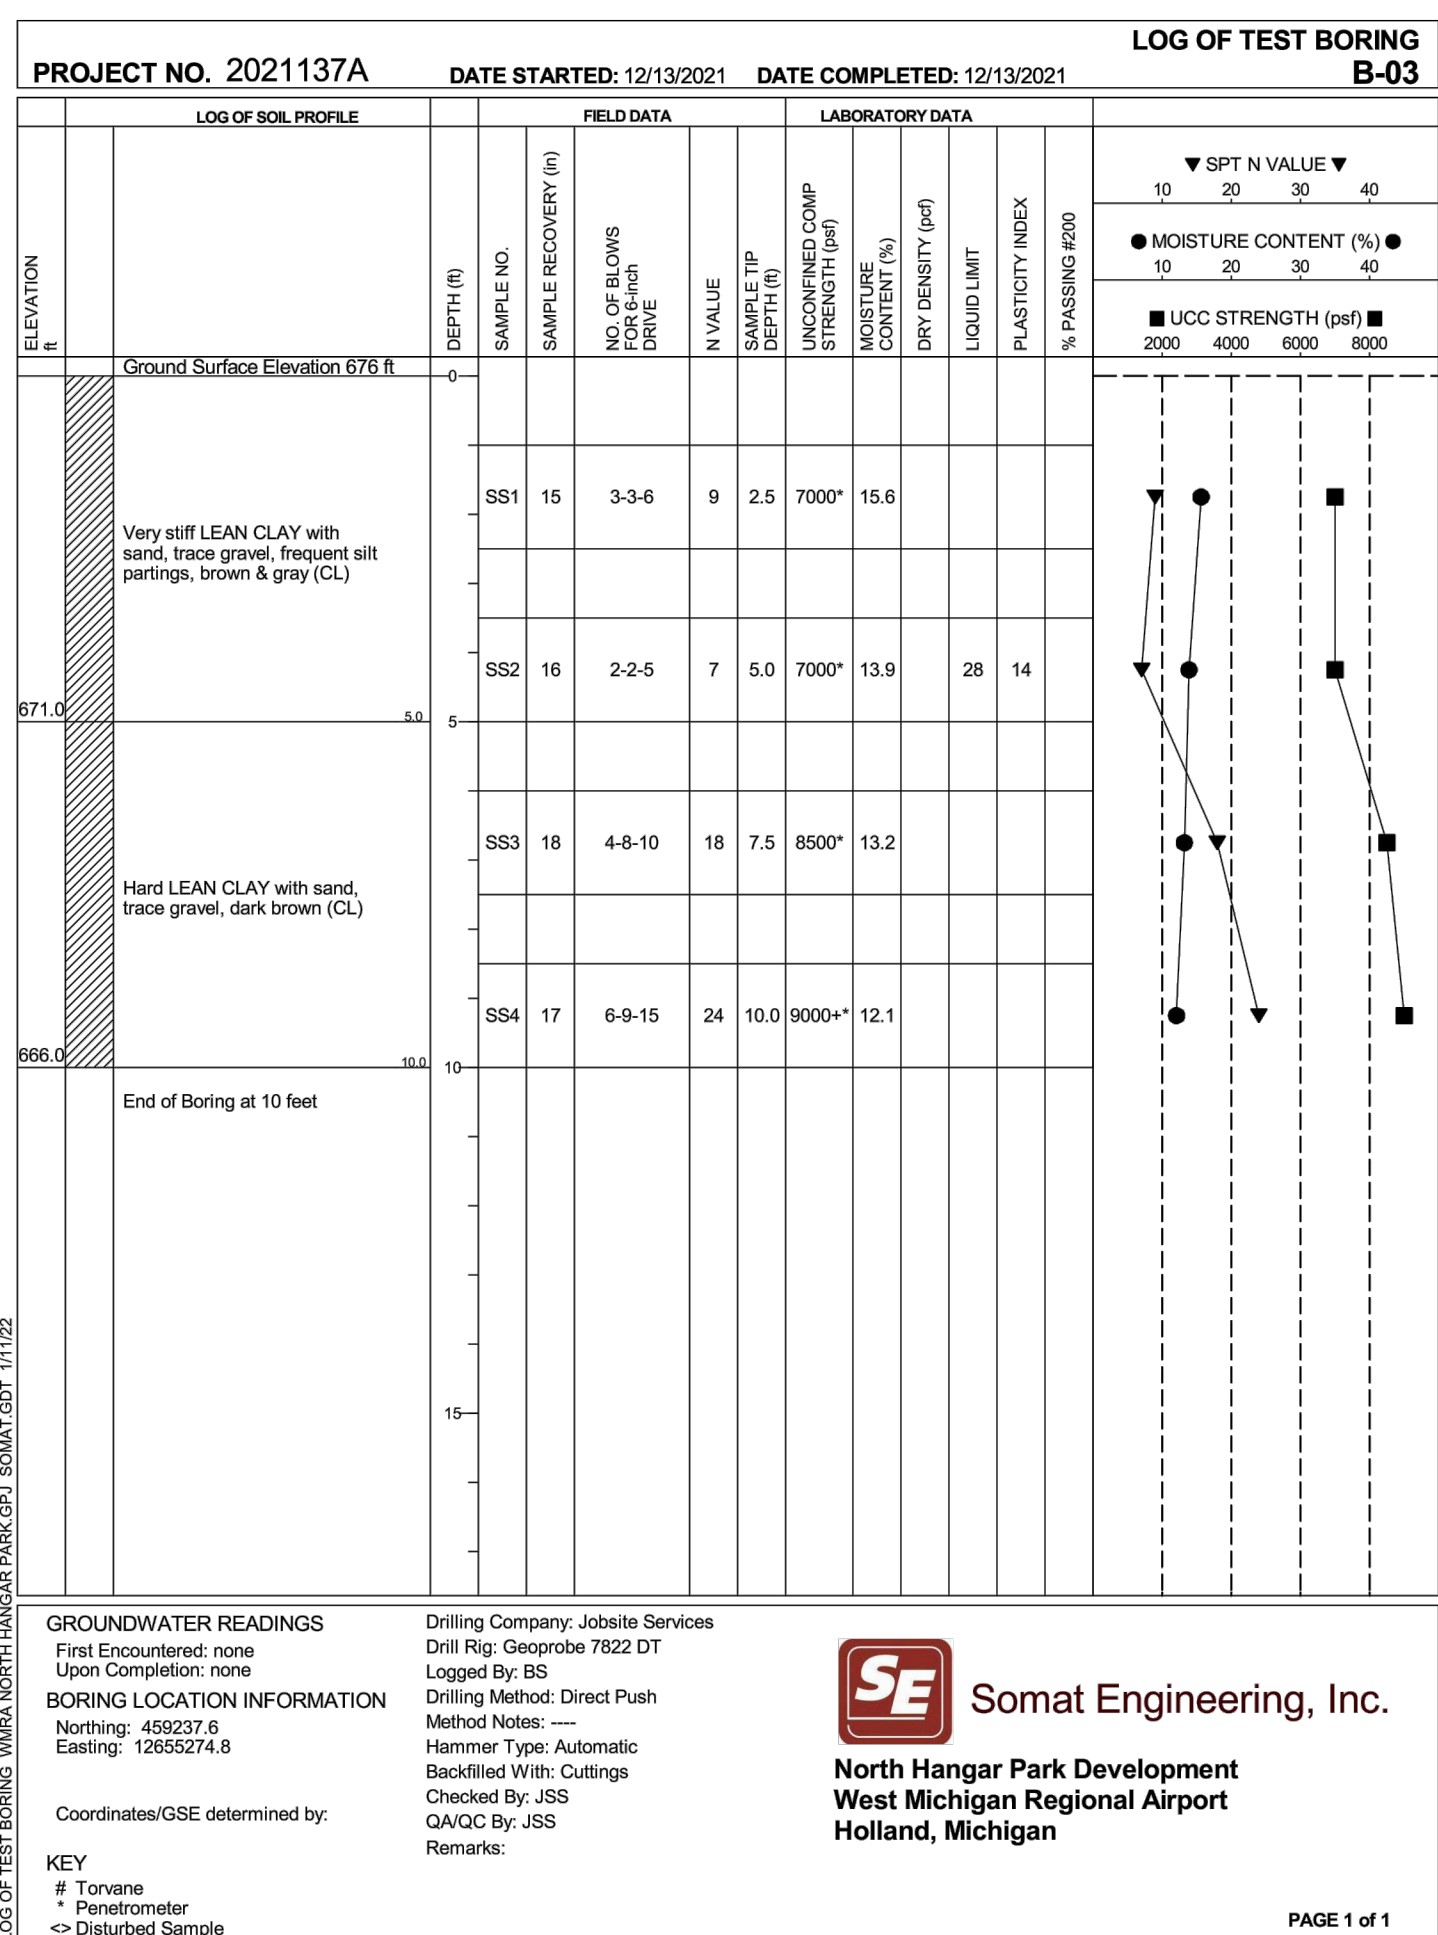 LOG OF TEST BORING
PROJECT NO. 2021137A DATE STARTED: 12/13/2021 DATE COMPLETED: 12/13/2021 B-03
LOG OF SOIL PROFILE FIELD DATA LABORATORY DATA
ELEVATION
ft
DEPTH (ft)
SAMPLE NO.
SAMPLE RECOVERY (in)
NO. OF BLOWS
FOR 6-inch
DRIVE
N VALUE
SAMPLE TIP
DEPTH (ft)
UNCONFINED COMP
STRENGTH (psf)
MOISTURE
CONTENT (%)
DRY DENSITY (pcf)
LIQUID LIMIT
PLASTICITY INDEX
% PASSING #200
▼ SPT N VALUE ▼
10 20 30 40
● MOISTURE CONTENT (%) ●
10 20 30 40
■ UCC STRENGTH (psf) ■
2000 4000 6000 8000
Ground Surface Elevation 676 ft
0
SS1 15 3-3-6 9 2.5 7000* 15.6
Very stiff LEAN CLAY with
sand, trace gravel, frequent silt
partings, brown & gray (CL)
SS2 16 2-2-5 7 5.0 7000* 13.9 28 14
671.0 5.0 5
SS3 18 4-8-10 18 7.5 8500* 13.2
Hard LEAN CLAY with sand,
trace gravel, dark brown (CL)
SS4 17 6-9-15 24 10.0 9000+* 12.1
666.0 10.0 10
End of Boring at 10 feet
15
LOG OF TEST BORING WMRA NORTH HANGAR PARK.GPJ SOMAT.GDT 1/11/22
GROUNDWATER READINGS
First Encountered: none
Upon Completion: none
BORING LOCATION INFORMATION
Northing: 459237.6
Easting: 12655274.8
Coordinates/GSE determined by:
KEY
# Torvane
* Penetrometer
<> Disturbed Sample
Drilling Company: Jobsite Services
Drill Rig: Geoprobe 7822 DT
Logged By: BS
Drilling Method: Direct Push
Method Notes: ----
Hammer Type: Automatic
Backfilled With: Cuttings
Checked By: JSS
QA/QC By: JSS
Remarks:
SE
Somat Engineering, Inc.
North Hangar Park Development
West Michigan Regional Airport
Holland, Michigan
PAGE 1 of 1